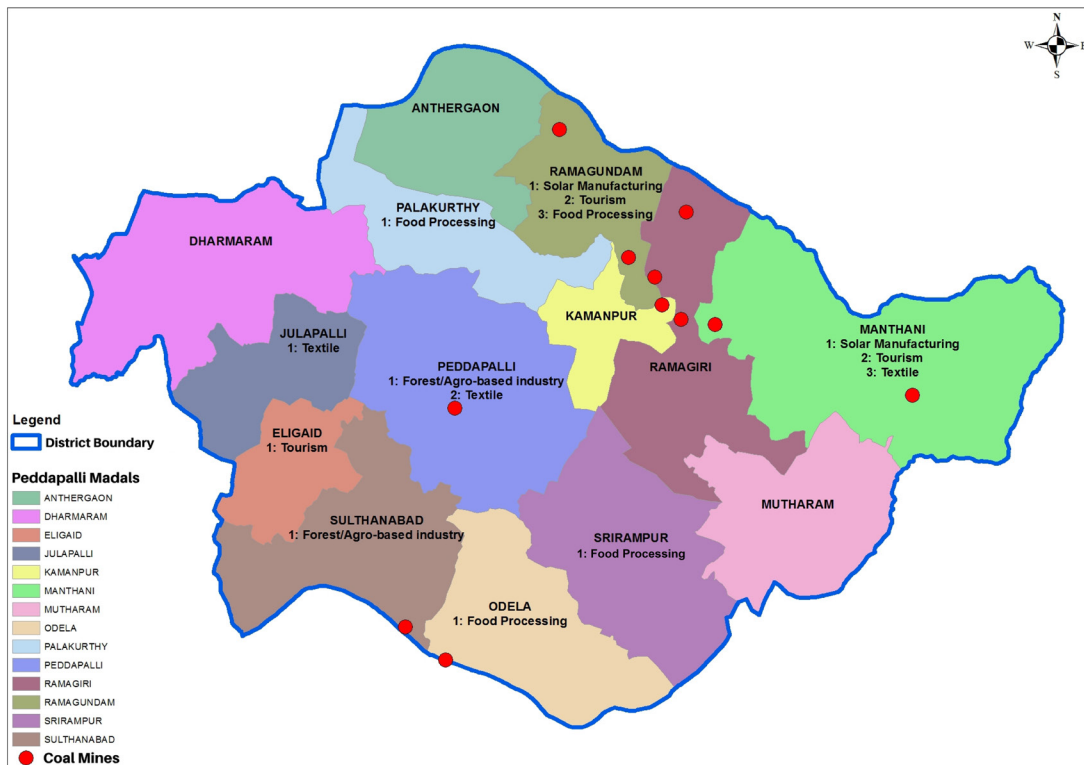 N
W
E
S
ANTHERGAON
RAMAGUNDAM
1: Solar Manufacturing
2: Tourism
3: Food Processing
PALAKURTHY
1: Food Processing
DHARMARAM
KAMANPUR
JULAPALLI
1: Textile
MANTHANI
1: Solar Manufacturing
2: Tourism
3: Textile
PEDDAPALLI
1: Forest/Agro-based industry
2: Textile
RAMAGIRI
ELIGAID
1: Tourism
MUTHARAM
SULTHANABAD
1: Forest/Agro-based industry
SRIRAMPUR
1: Food Processing
ODELA
1: Food Processing
Legend
District Boundary
Peddapalli Madals
ANTHERGAON
DHARMARAM
ELIGAID
JULAPALLI
KAMANPUR
MANTHANI
MUTHARAM
ODELA
PALAKURTHY
PEDDAPALLI
RAMAGIRI
RAMAGUNDAM
SRIRAMPUR
SULTHANABAD
Coal Mines